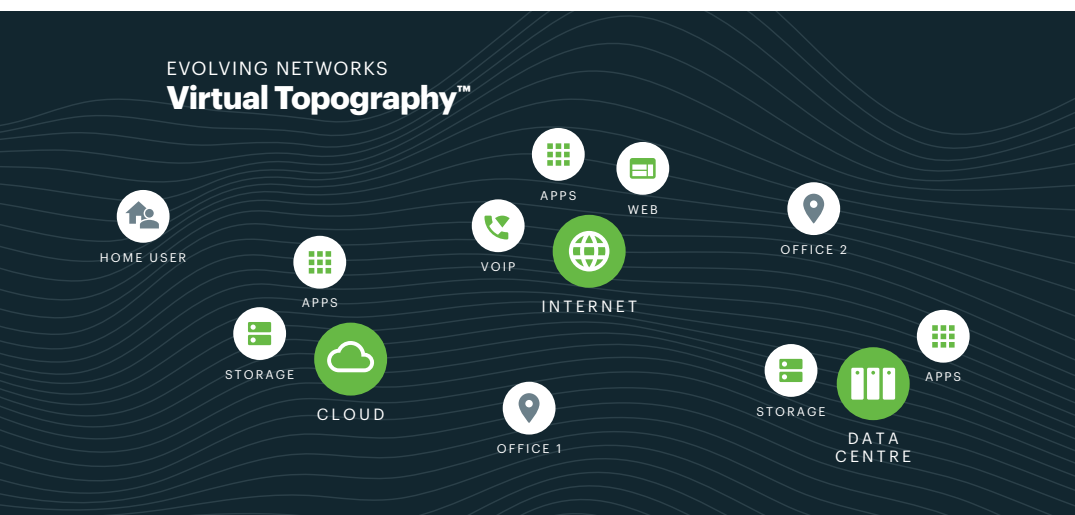 EVOLVING NETWORKS
Virtual Topography™
APPS
WEB
HOME USER
VOIP
OFFICE 2
APPS
INTERNET
STORAGE
APPS
CLOUD
STORAGE
OFFICE 1
DATA
CENTRE